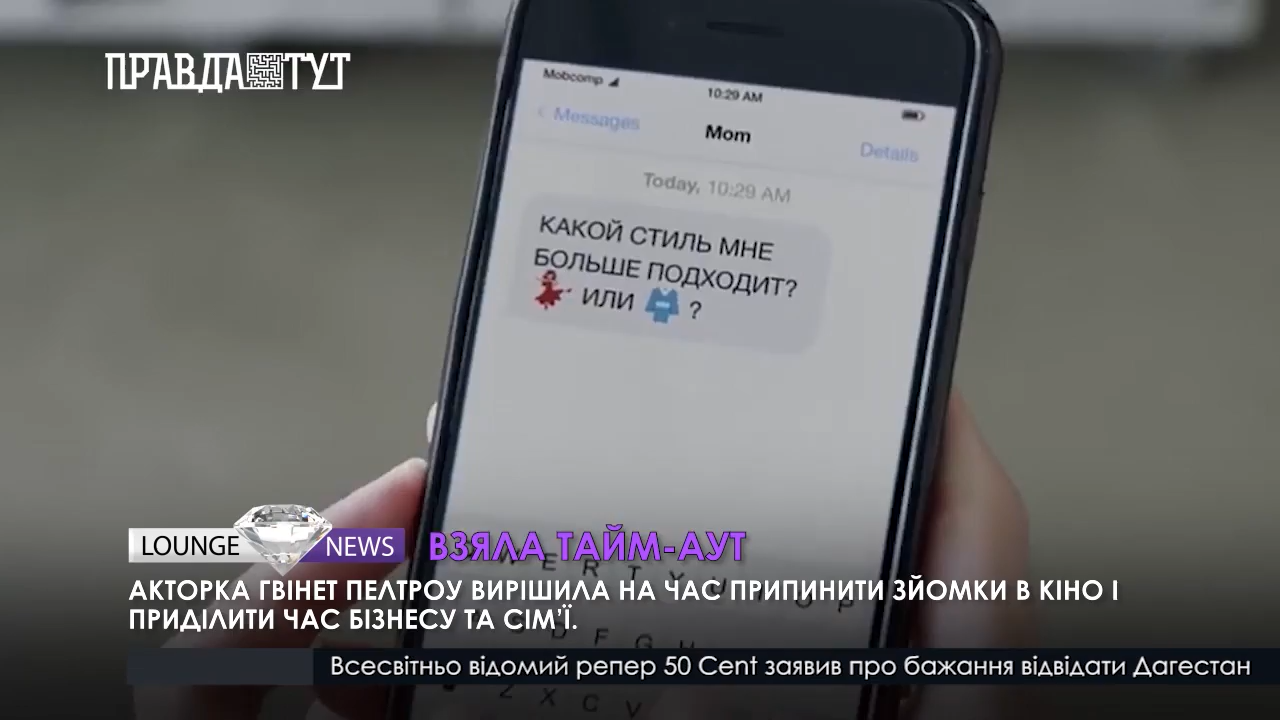 ПРАВДА ТУТ
Mobcomp
10:29 AM
Messages
Mom
Details
Today, 10:29 AM
КАКОЙ СТИЛЬ МНЕ
БОЛЬШЕ ПОДХОДИТ?
ИЛИ ?
LOUNGE NEWS
ВЗЯЛА ТАЙМ-АУТ
E R T Y U I O P
АКТОРКА ГВІНЕТ ПЕЛТРОУ ВИРІШИЛА НА ЧАС ПРИПИНИТИ ЗЙОМКИ В КІНО І
ПРИДІЛИТИ ЧАС БІЗНЕСУ ТА СІМ'Ї.
D F G H
Всесвітньо відомий репер 50 Cent заявив про бажання відвідати Дагестан
Z X C V